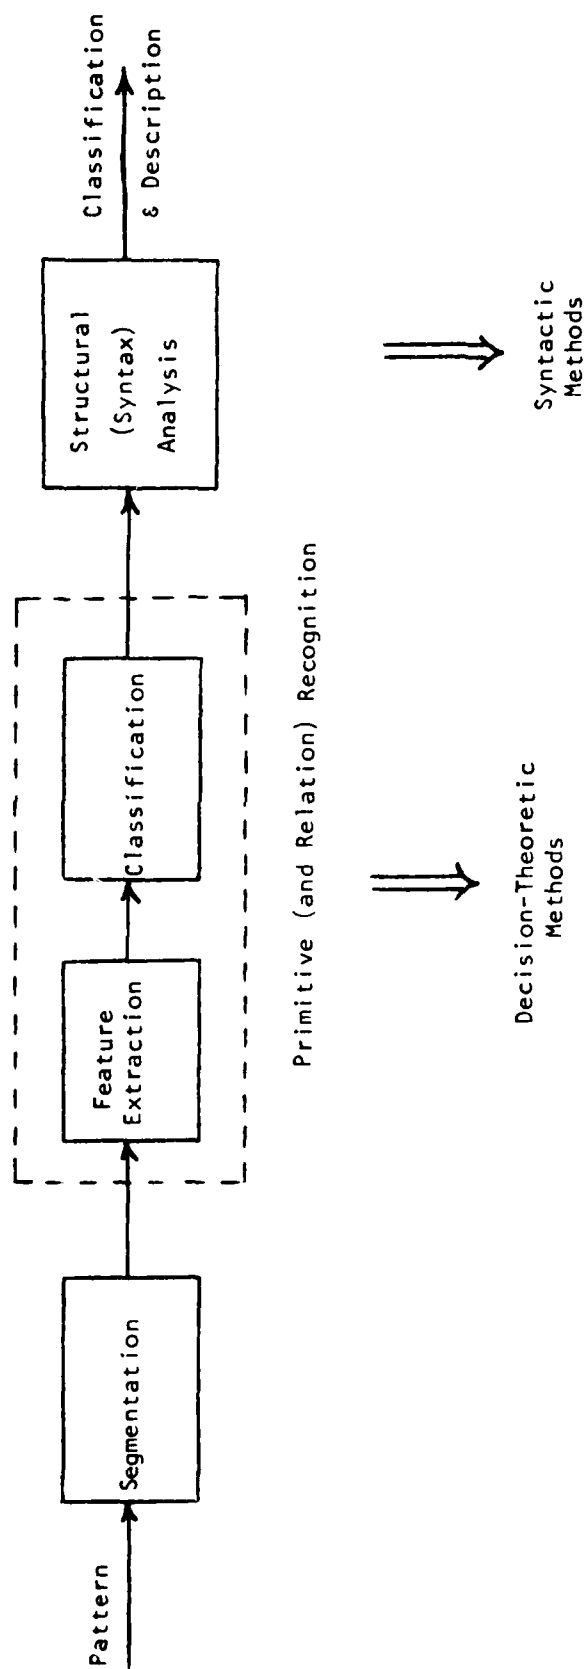 Pattern
Segmentation
Feature
Extraction
Classification
Structural
(Syntax)
Analysis
Classification
& Description
Primitive (and Relation) Recognition
Decision-Theoretic
Methods
Syntactic
Methods